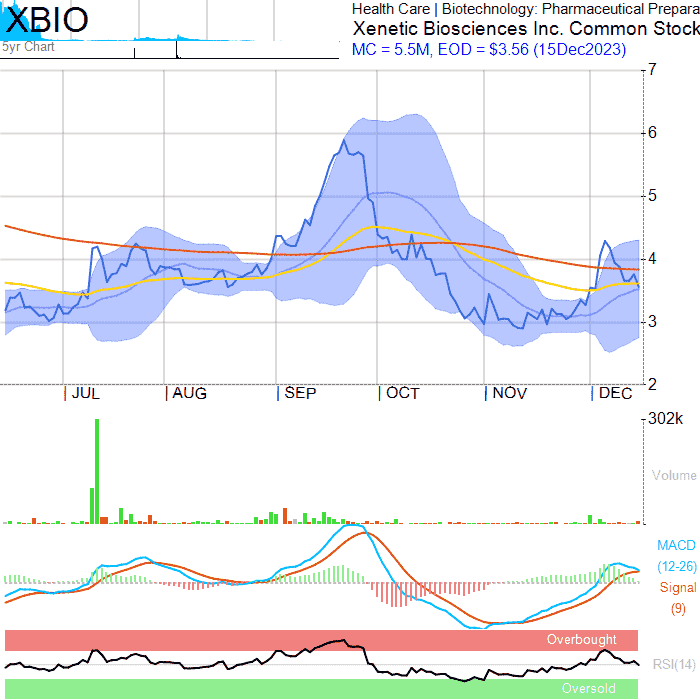 XBIO
5yr Chart
Health Care | Biotechnology: Pharmaceutical Prepara
Xenetic Biosciences Inc. Common Stock
MC = 5.5M, EOD = $3.56 (15Dec2023)
7
6
5
4
3
2
JUL AUG SEP OCT NOV DEC
302k
Volume
MACD
(12-26)
Signal
(9)
Overbought
RSI(14)
Oversold